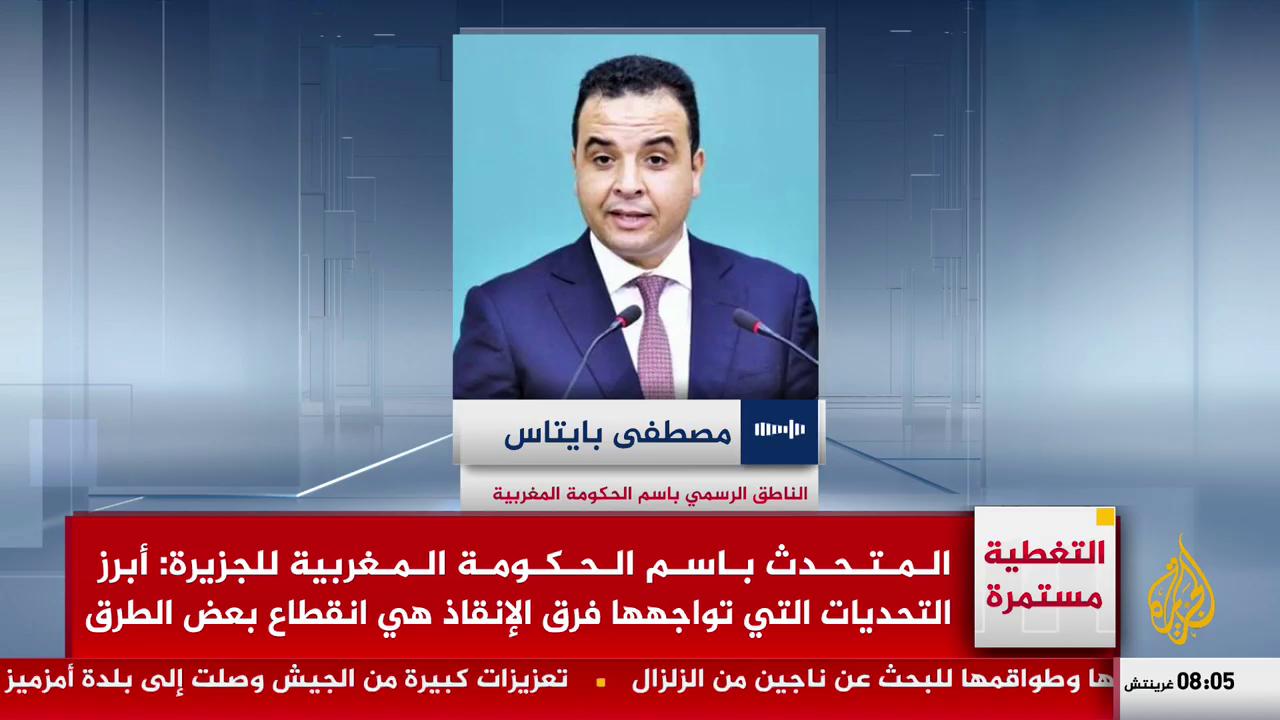 مصطفى بايتاس
الناطق الرسمي باسم الحكومة المغربية
التغطية
مستمرة
المتحدث باسم الحكومة المغربية للجزيرة: أبرز
التحديات التي تواجهها فرق الإنقاذ هي انقطاع بعض الطرق
الجزيرة
08:05 غرينتش
ها وطواقمها للبحث عن ناجين من الزلزال ▪ تعزيزات كبيرة من الجيش وصلت إلى بلدة أمزميز